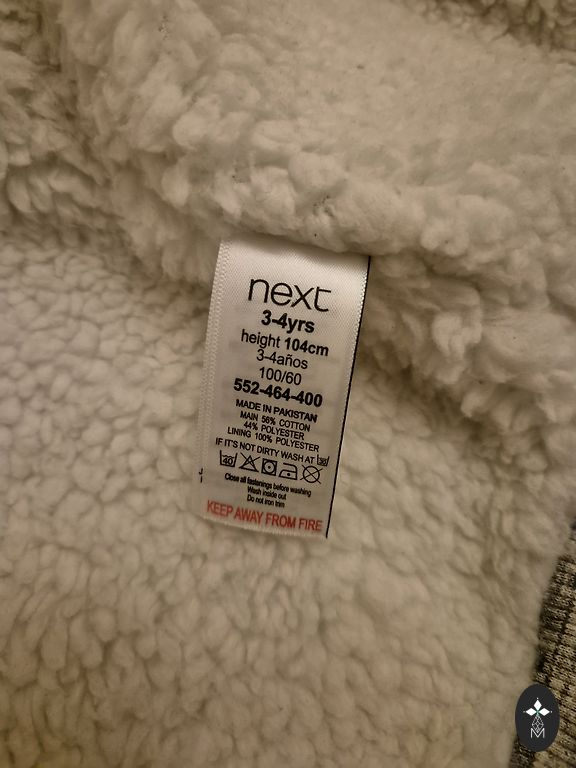 next
3-4yrs
height 104cm
3-4años
100/60
552-464-400
MADE IN PAKISTAN
MAIN 56% COTTON
44% POLYESTER
LINING 100% POLYESTER
IF IT'S NOT DIRTY WASH AT 30
40
Close all fastenings before washing
Wash inside out
Do not iron trim
KEEP AWAY FROM FIRE
M